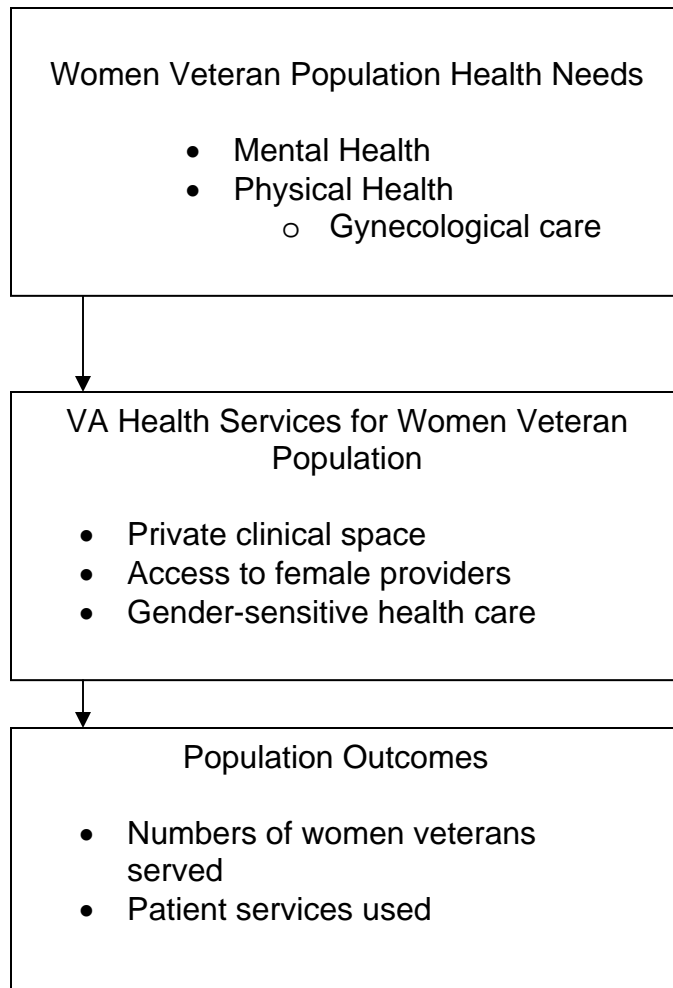 Women Veteran Population Health Needs
• Mental Health
• Physical Health
o Gynecological care
VA Health Services for Women Veteran
Population
• Private clinical space
• Access to female providers
• Gender-sensitive health care
Population Outcomes
• Numbers of women veterans
served
• Patient services used